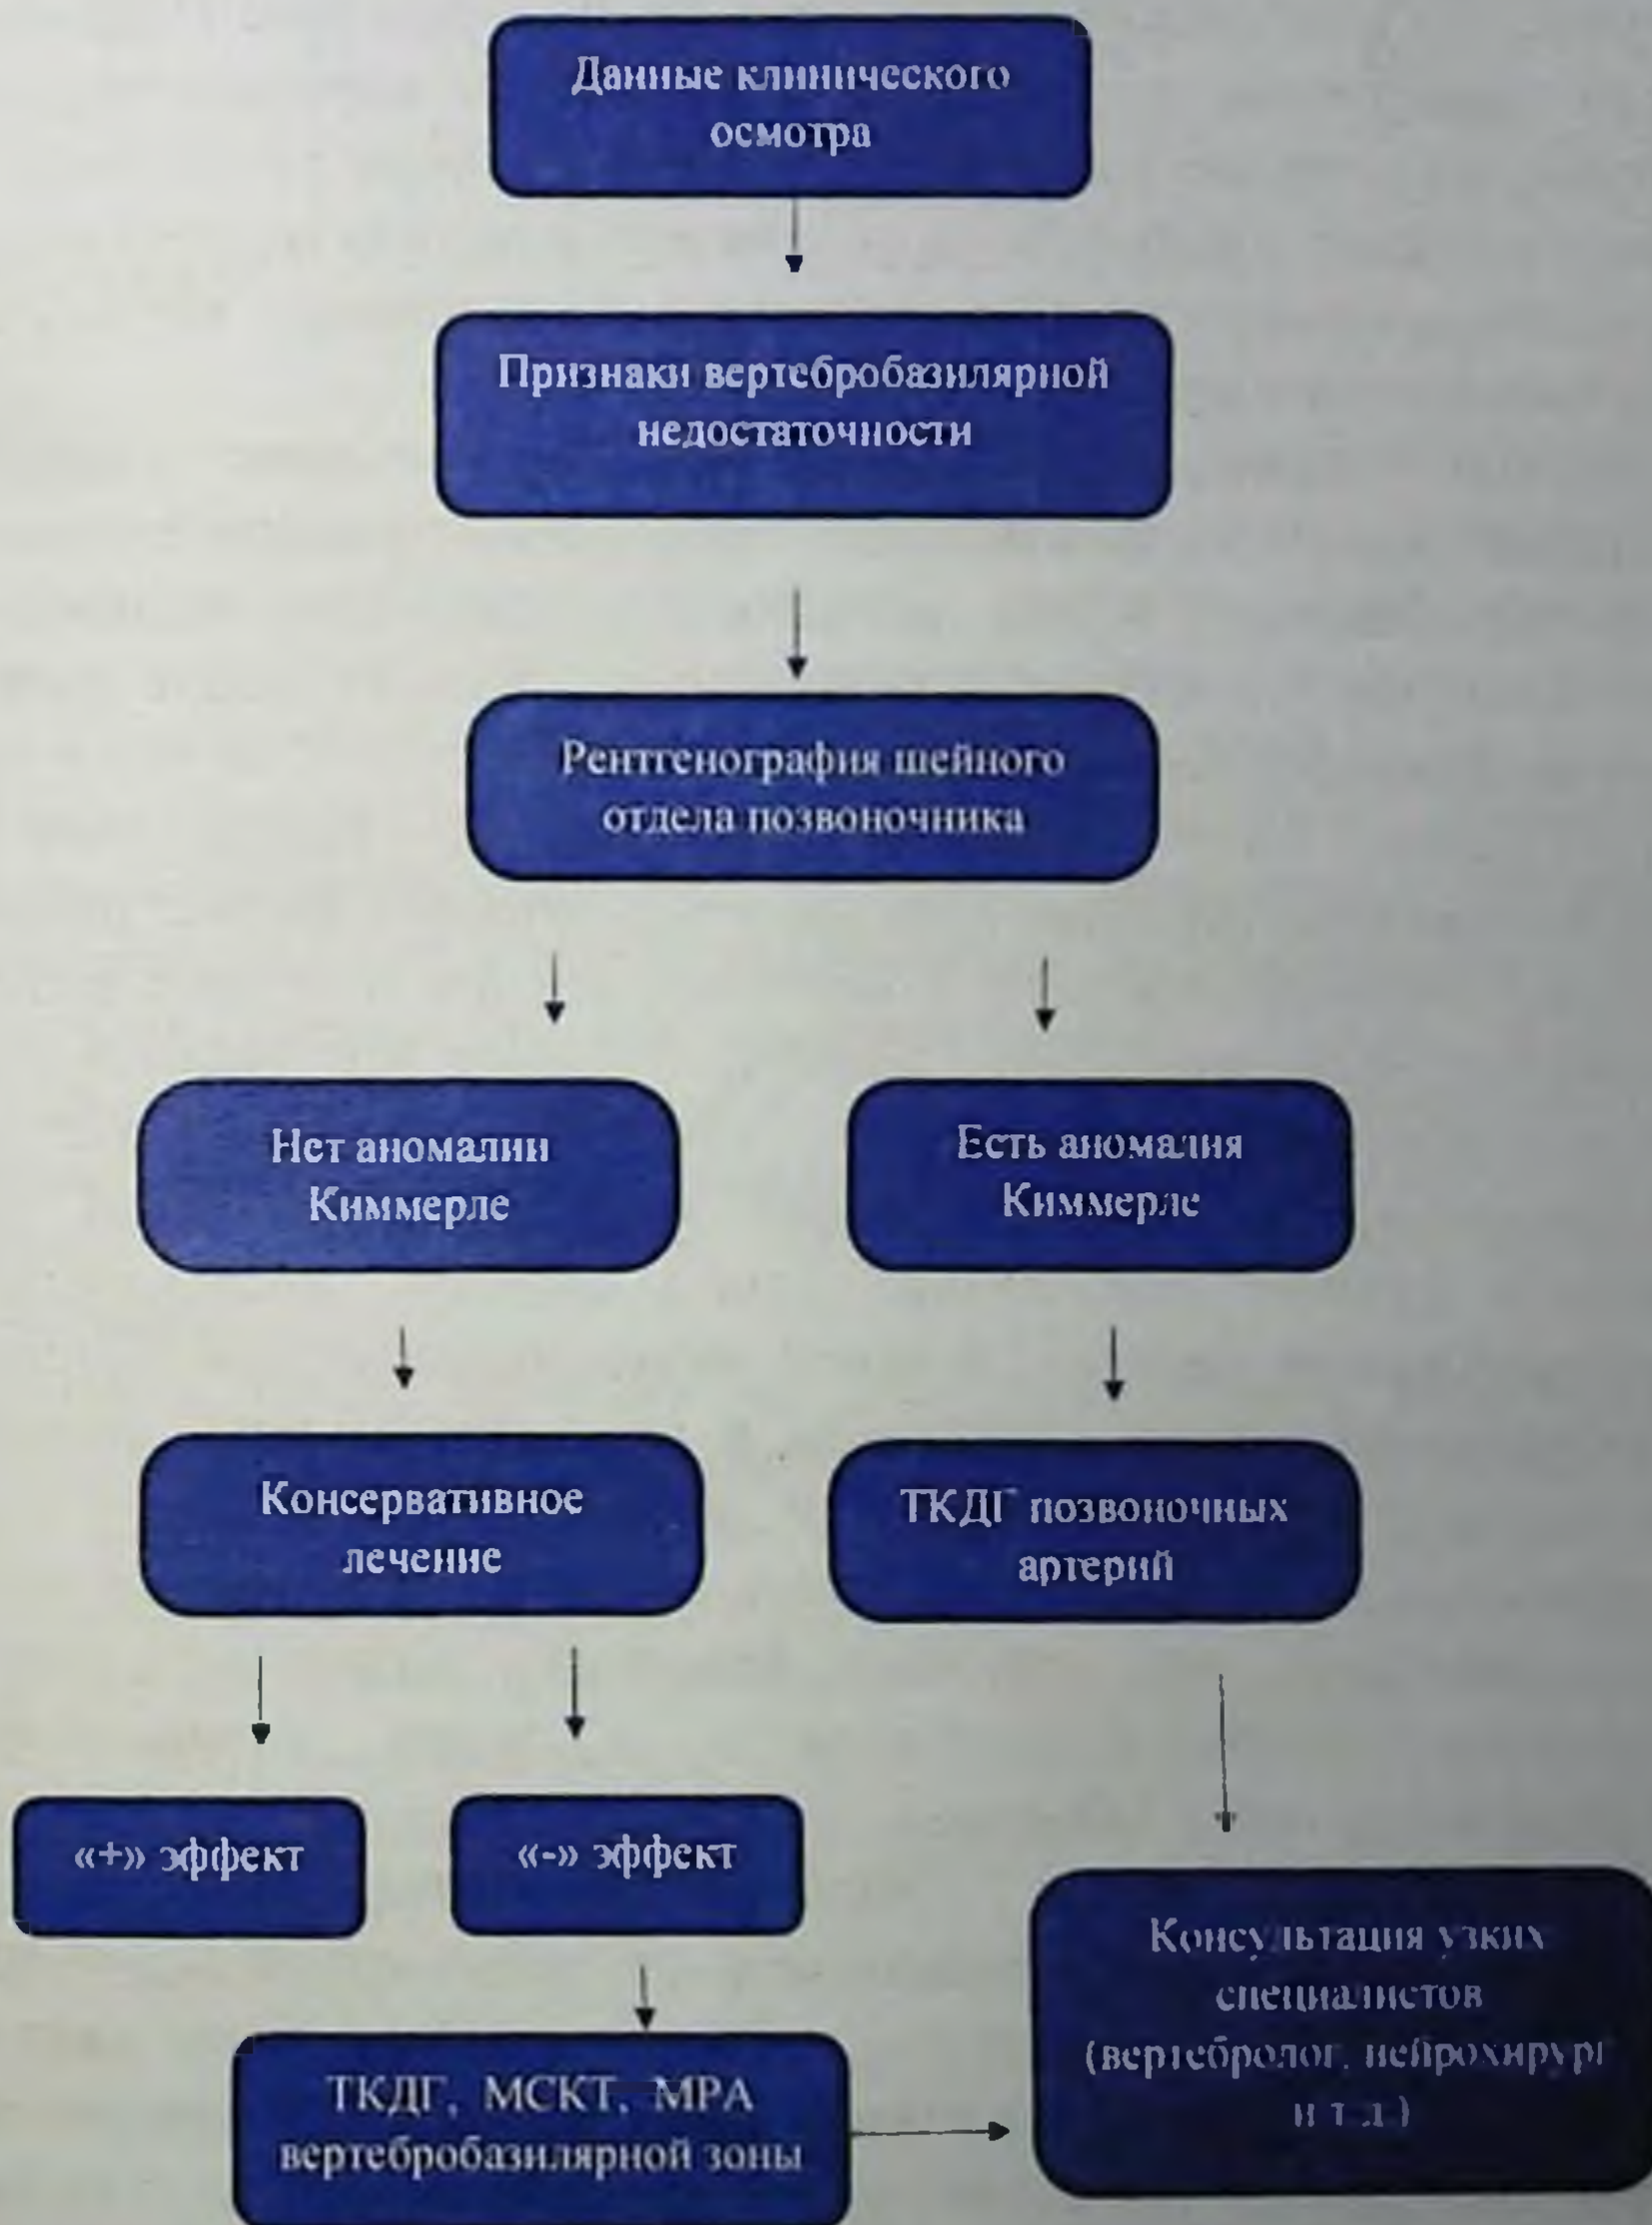 Данные клинического
осмотра
Признаки вертебробазилярной
недостаточности
Рентгенография шейного
отдела позвоночника
Нет аномалии
Киммерле
Есть аномалия
Киммерле
Консервативное
лечение
ТКДГ позвоночных
артерий
«+» эффект
«-» эффект
Консультация узких
специалистов
(вертебролог, нейрохирург
и т.д.)
ТКДГ, МСКТ, МРА
вертебробазилярной зоны